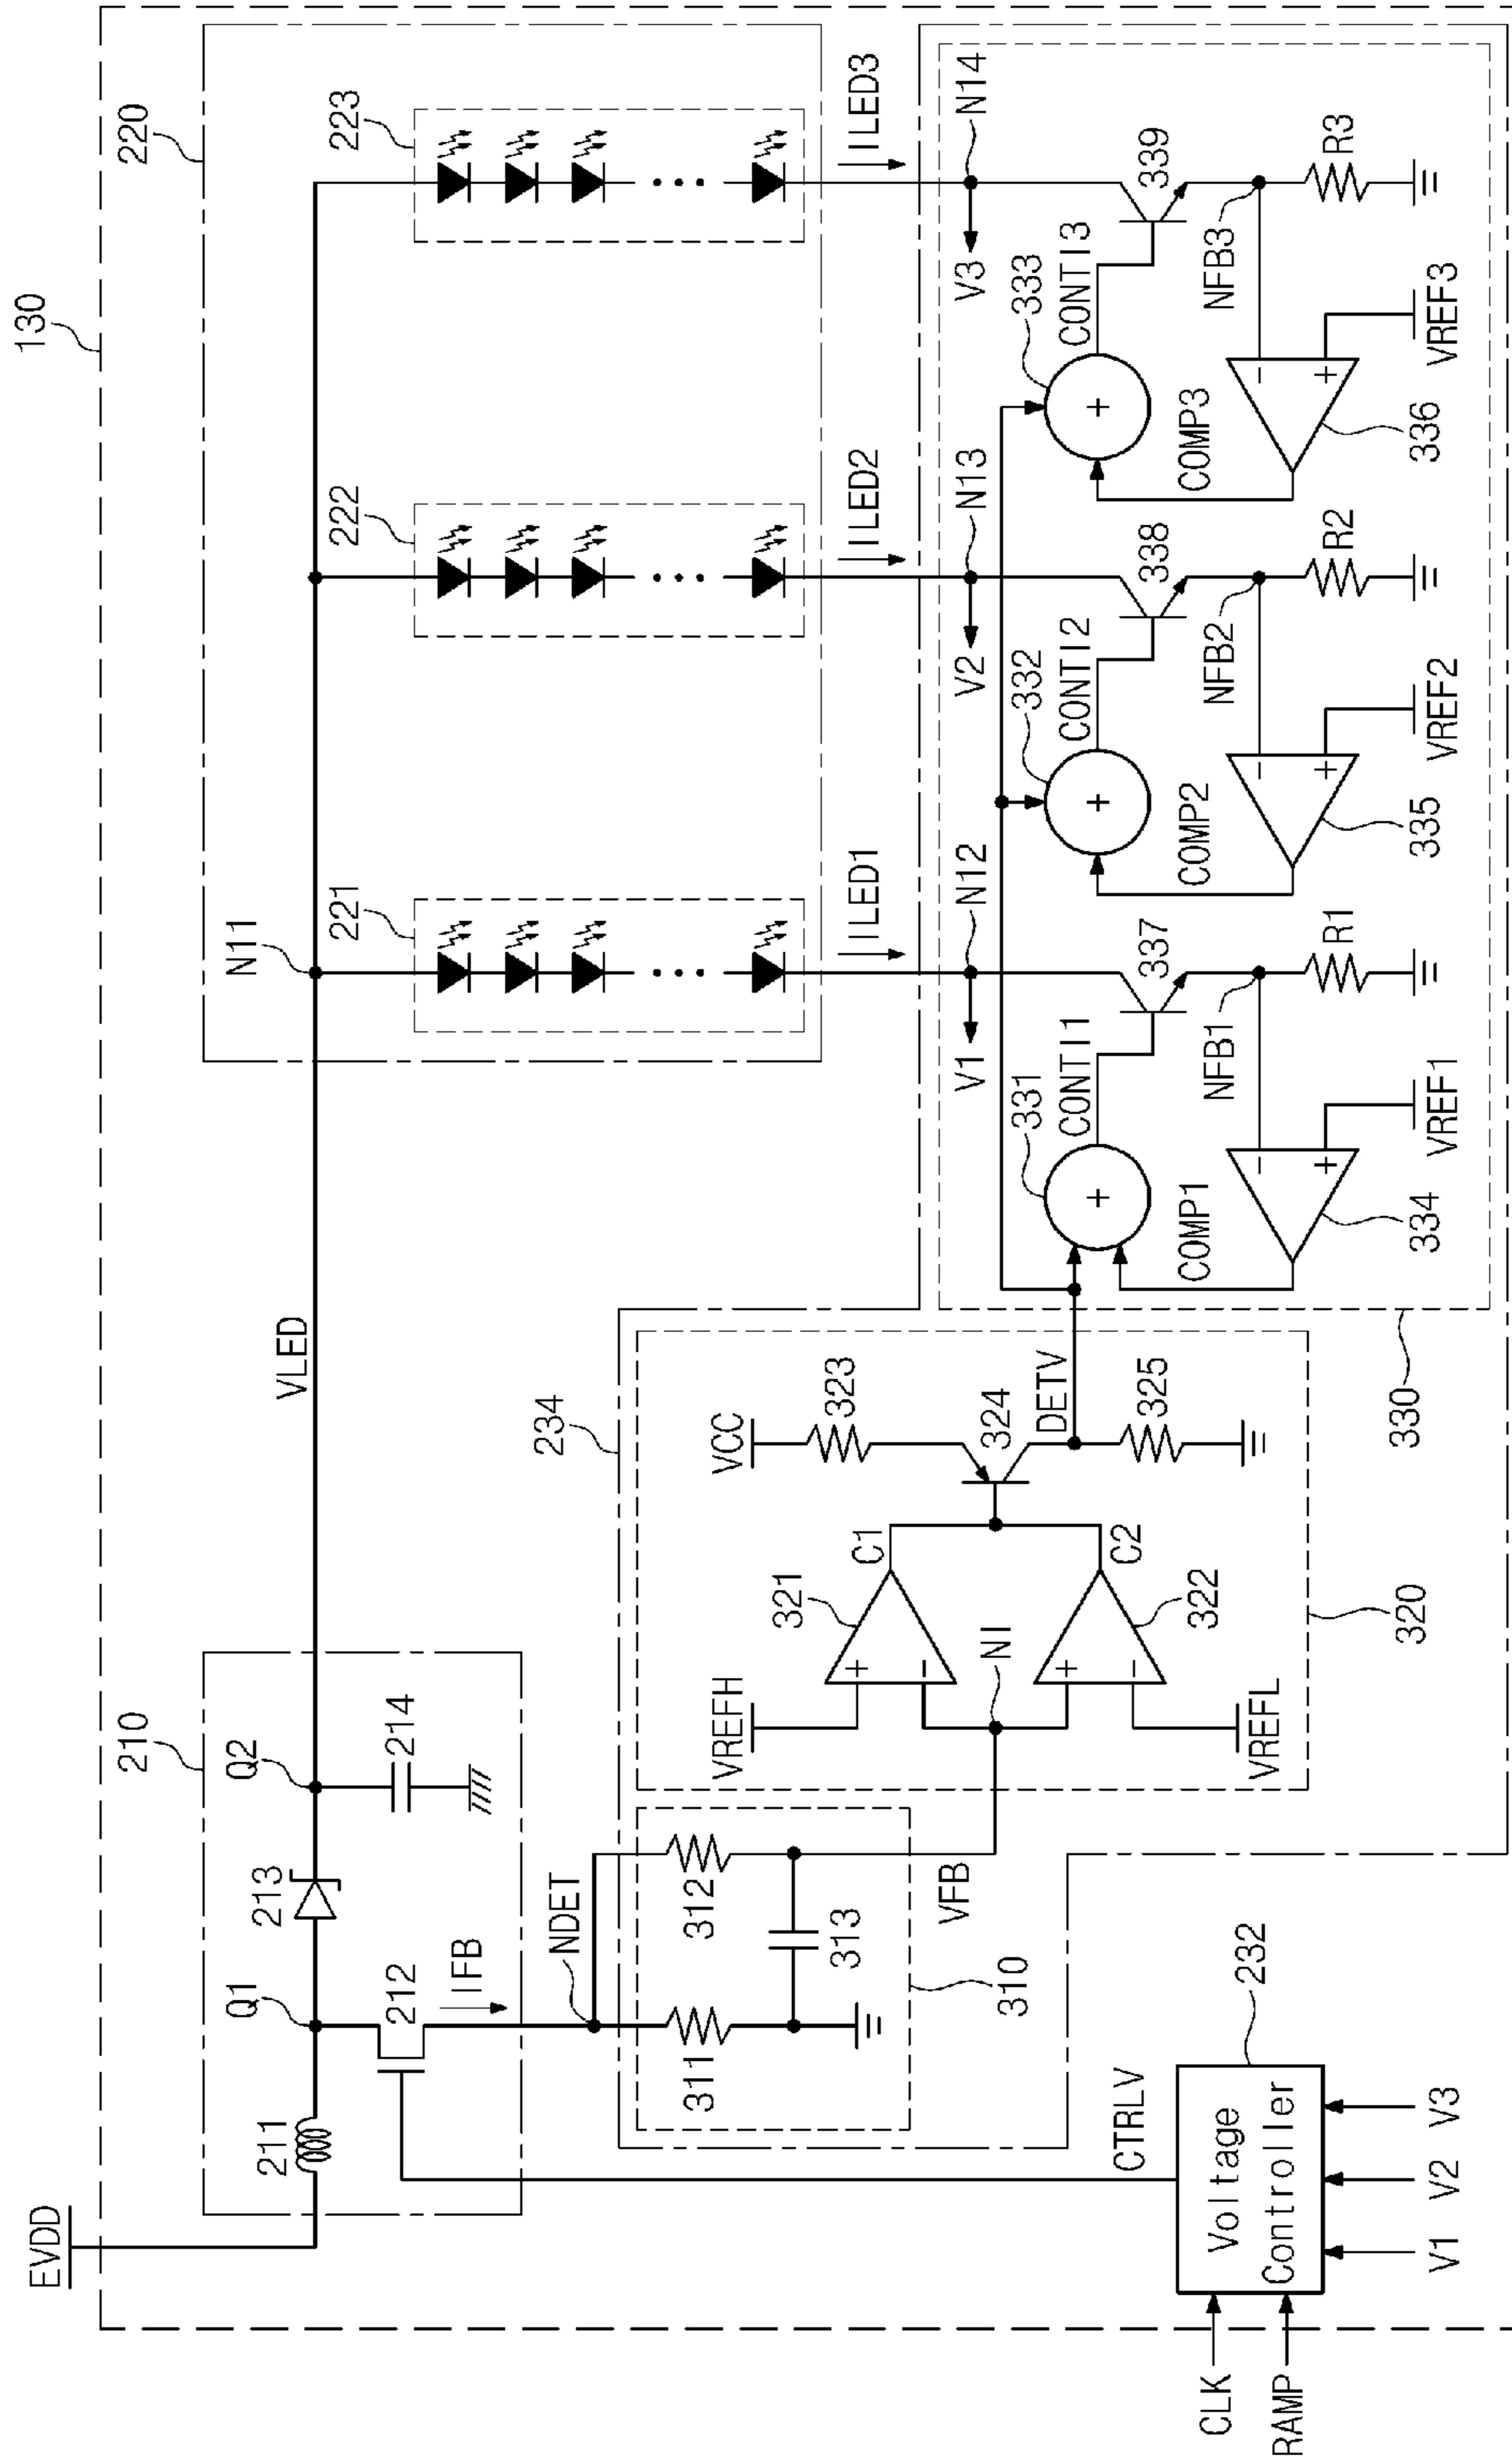 130
220
223
222
221
N11
VLED
210
Q2
214
213
Q1
212
IFB
211
EVDD
ILED3
ILED2
ILED1
N14
V3
N13
V2
N12
V1
339
CONTI3
333
NFB3
R3
COMP3
VREF3
336
338
CONTI2
332
NFB2
R2
COMP2
VREF2
335
337
CONTI1
331
NFB1
R1
COMP1
VREF1
334
330
234
VCC
323
324
DETV
325
C1
C2
321
322
NI
VREFH
VREFL
+
-
320
NDET
312
313
311
VFB
310
232
CTRLV
Voltage
Controller
CLK
RAMP
V1
V2
V3